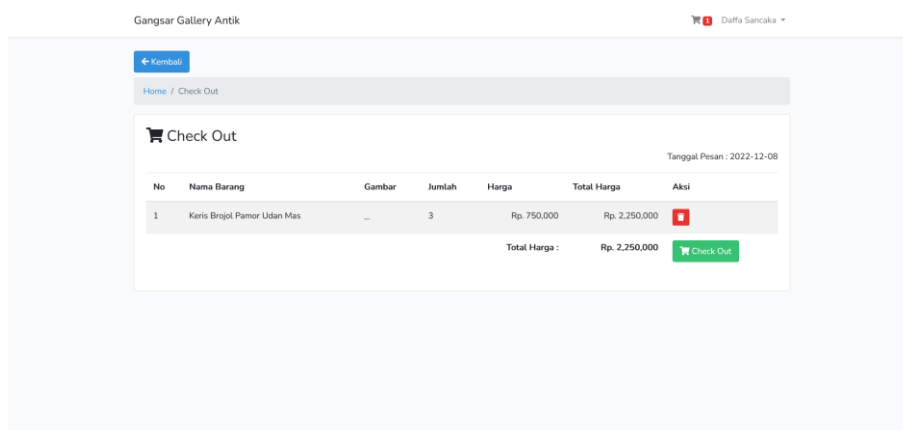 Gangsar Gallery Antik 1 Daffa Sancaka
Kembali
Home / Check Out
Check Out
Tanggal Pesan : 2022-12-08
No Nama Barang Gambar Jumlah Harga Total Harga Aksi
1 Keris Brojol Pamor Udan Mas ... 3 Rp. 750,000 Rp. 2,250,000
Total Harga : Rp. 2,250,000 Check Out